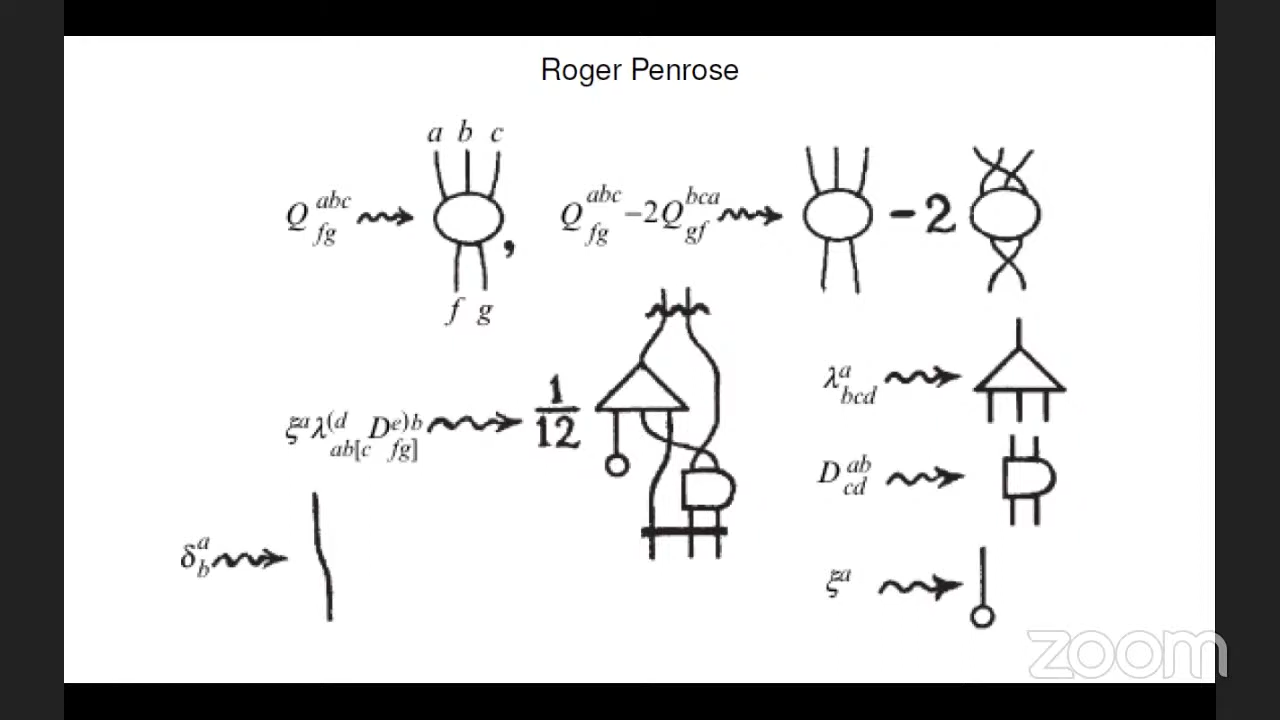 Roger Penrose
a b c
Q^{abc}_{fg} , Q^{abc}_{fg} −2Q^{bca}_{gf} −2
f g
λ^a_{bcd}
ξ^a λ^{(d}_{ab[c} D^{e)b}_{fg]} 1/12
D^{ab}_{cd}
δ^a_b
ξ^a
zoom